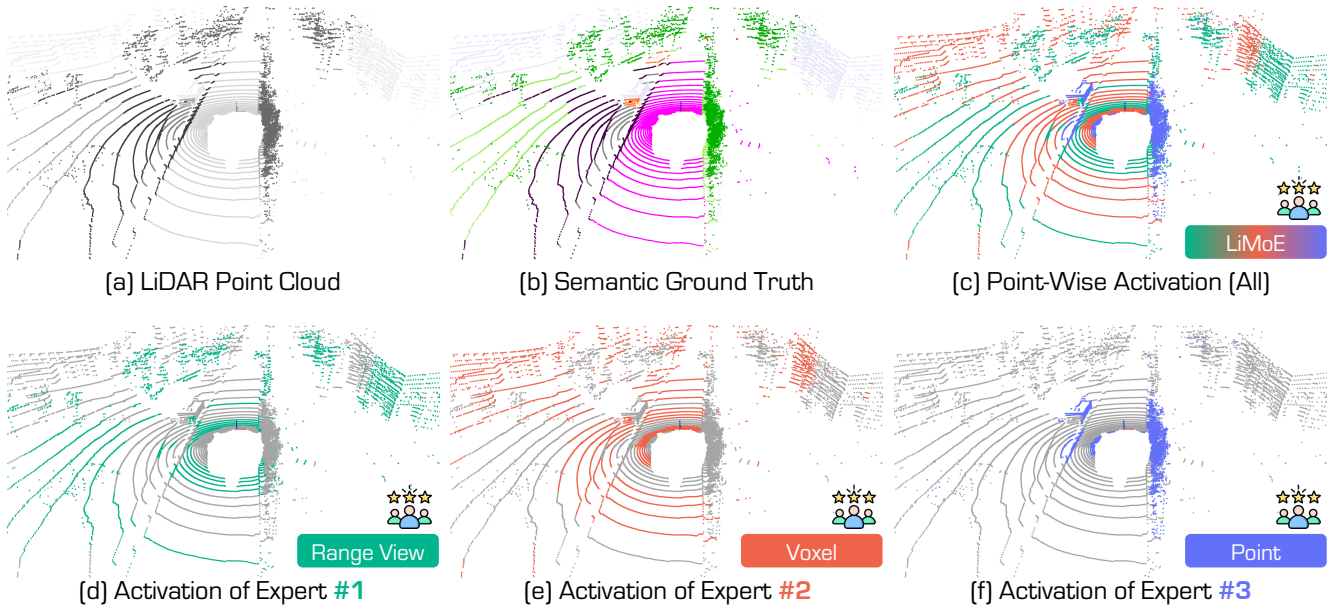 LiMoE
(a) LiDAR Point Cloud
(b) Semantic Ground Truth
(c) Point-Wise Activation (All)
Range View
Voxel
Point
(d) Activation of Expert #1
(e) Activation of Expert #2
(f) Activation of Expert #3